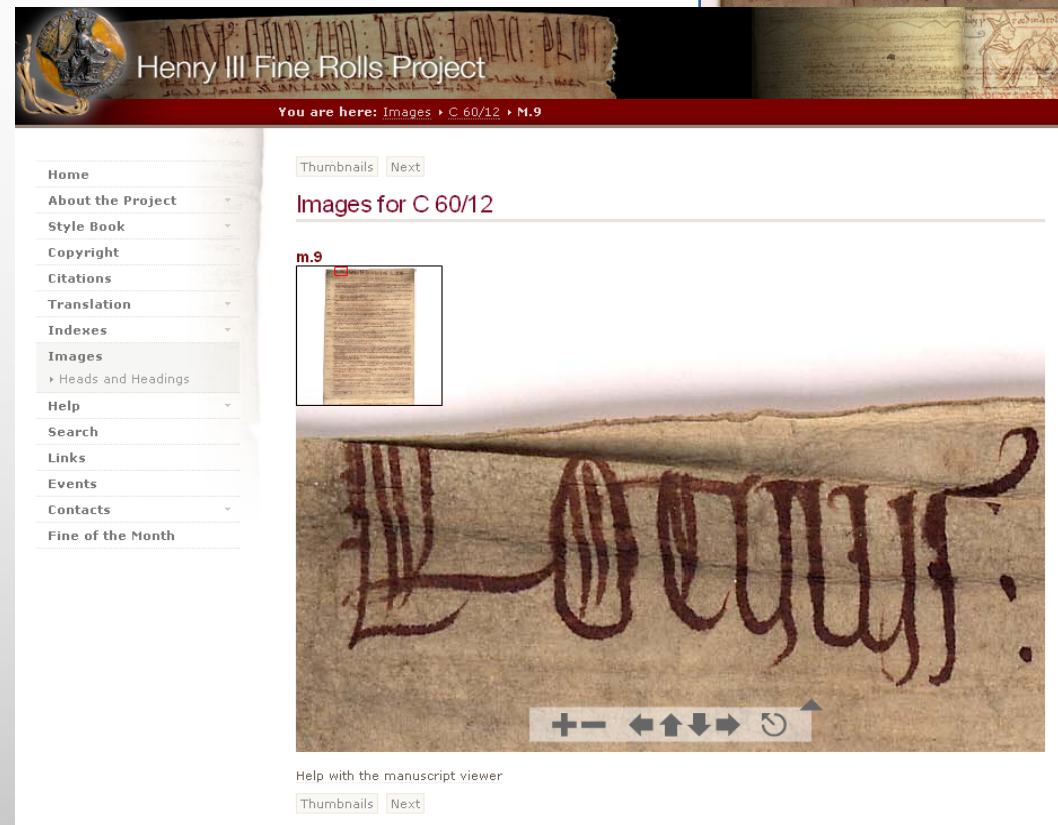 Henry III Fine Rolls Project
You are here: Images ▸ C 60/12 ▸ M.9
Home
About the Project
Style Book
Copyright
Citations
Translation
Indexes
Images
▸ Heads and Headings
Help
Search
Links
Events
Contacts
Fine of the Month
Thumbnails Next
Images for C 60/12
m.9
Help with the manuscript viewer
Thumbnails Next